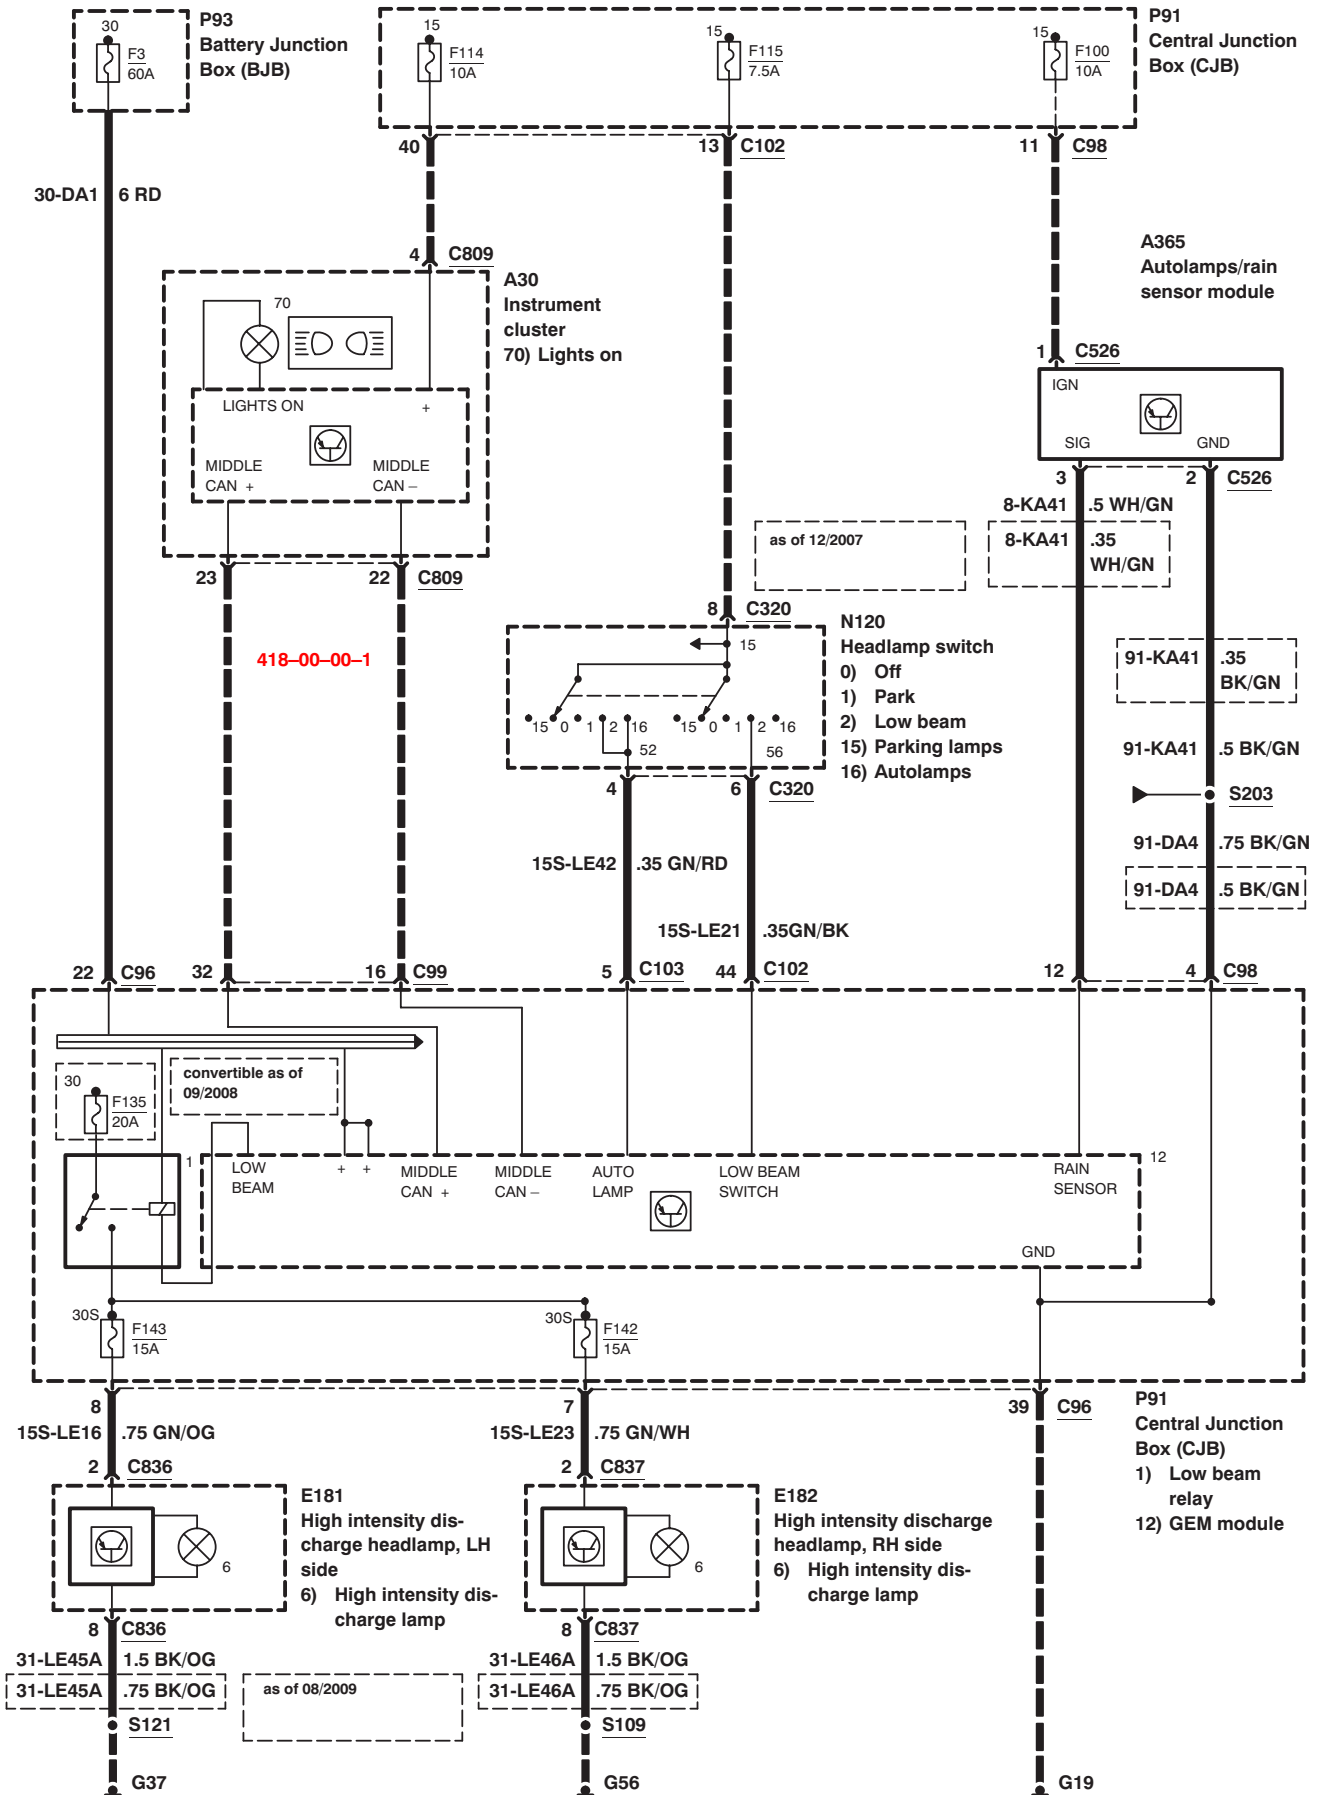 30
F3
60A
P93
Battery Junction
Box (BJB)
15
F114
10A
15
F115
7.5A
15
F100
10A
P91
Central Junction
Box (CJB)
40
13 C102
11 C98
30-DA1 6 RD
4 C809
A30
Instrument
cluster
70) Lights on
70
LIGHTS ON +
MIDDLE
CAN +
MIDDLE
CAN –
23
22 C809
418–00–00–1
A365
Autolamps/rain
sensor module
1 C526
IGN
SIG GND
3
2 C526
8-KA41 .5 WH/GN
8-KA41 .35
WH/GN
as of 12/2007
91-KA41 .35
BK/GN
91-KA41 .5 BK/GN
S203
91-DA4 .75 BK/GN
91-DA4 .5 BK/GN
8 C320
N120
Headlamp switch
0) Off
1) Park
2) Low beam
15) Parking lamps
16) Autolamps
15
15 0 1 2 16
15 0 1 2 16
52
56
4
6 C320
15S-LE42 .35 GN/RD
15S-LE21 .35GN/BK
22 C96
32
16 C99
5 C103
44 C102
12
4 C98
30
F135
20A
convertible as of
09/2008
1
LOW
BEAM
+ +
MIDDLE
CAN +
MIDDLE
CAN –
AUTO
LAMP
LOW BEAM
SWITCH
RAIN
SENSOR
12
GND
30S
F143
15A
30S
F142
15A
8
7
39 C96
P91
Central Junction
Box (CJB)
1) Low beam
relay
12) GEM module
15S-LE16 .75 GN/OG
15S-LE23 .75 GN/WH
2 C836
2 C837
6
E181
High intensity dis-
charge headlamp, LH
side
6) High intensity dis-
charge lamp
6
E182
High intensity discharge
headlamp, RH side
6) High intensity dis-
charge lamp
8 C836
8 C837
31-LE45A 1.5 BK/OG
31-LE45A .75 BK/OG
as of 08/2009
31-LE46A 1.5 BK/OG
31-LE46A .75 BK/OG
S121
S109
G37
G56
G19